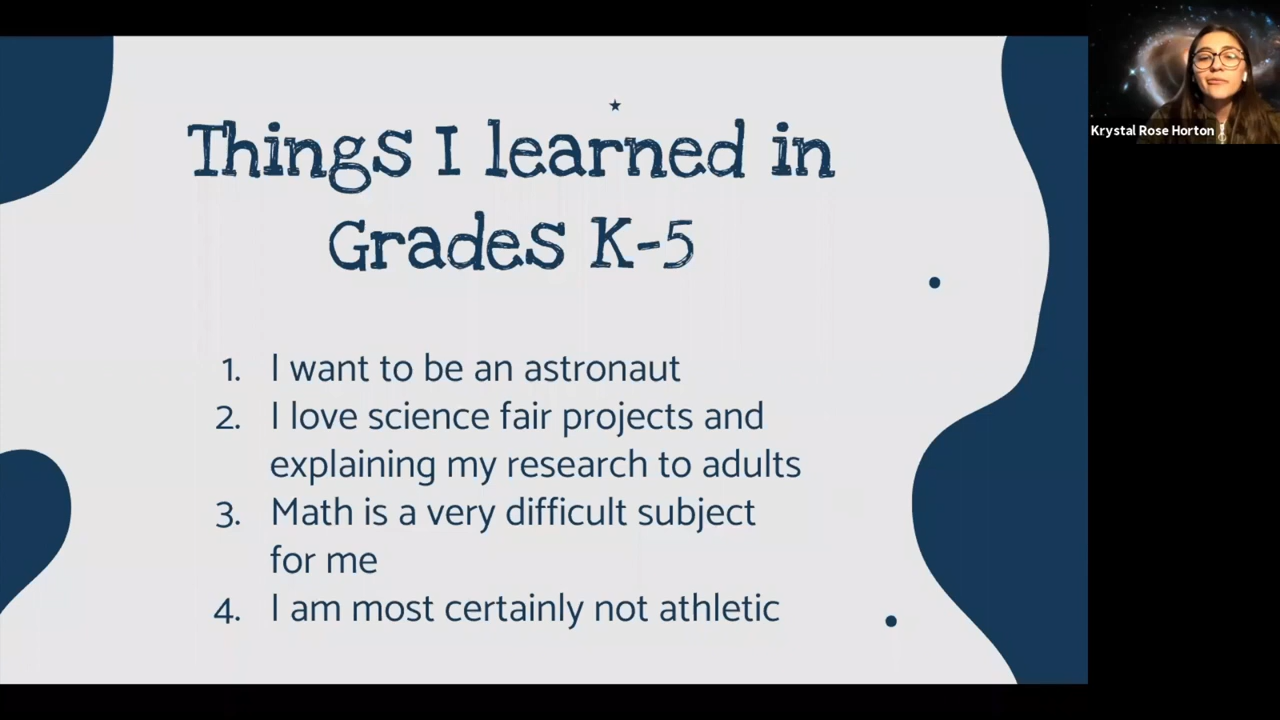 Things I learned in
Grades K-5
1. I want to be an astronaut
2. I love science fair projects and
explaining my research to adults
3. Math is a very difficult subject
for me
4. I am most certainly not athletic
Krystal Rose Horton